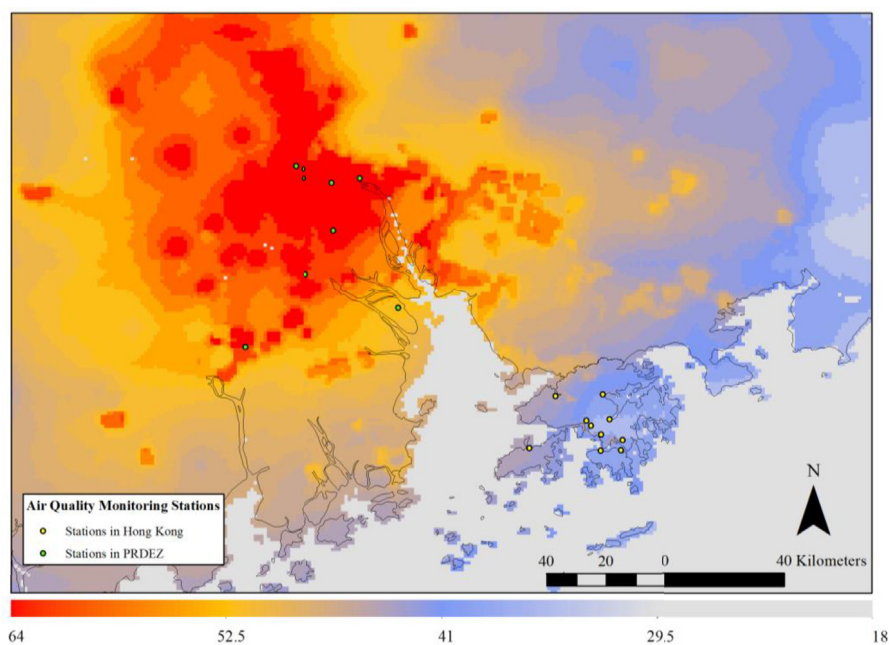 Air Quality Monitoring Stations
Stations in Hong Kong
Stations in PRDEZ
N
40 20 0 40 Kilometers
64 52.5 41 29.5 18